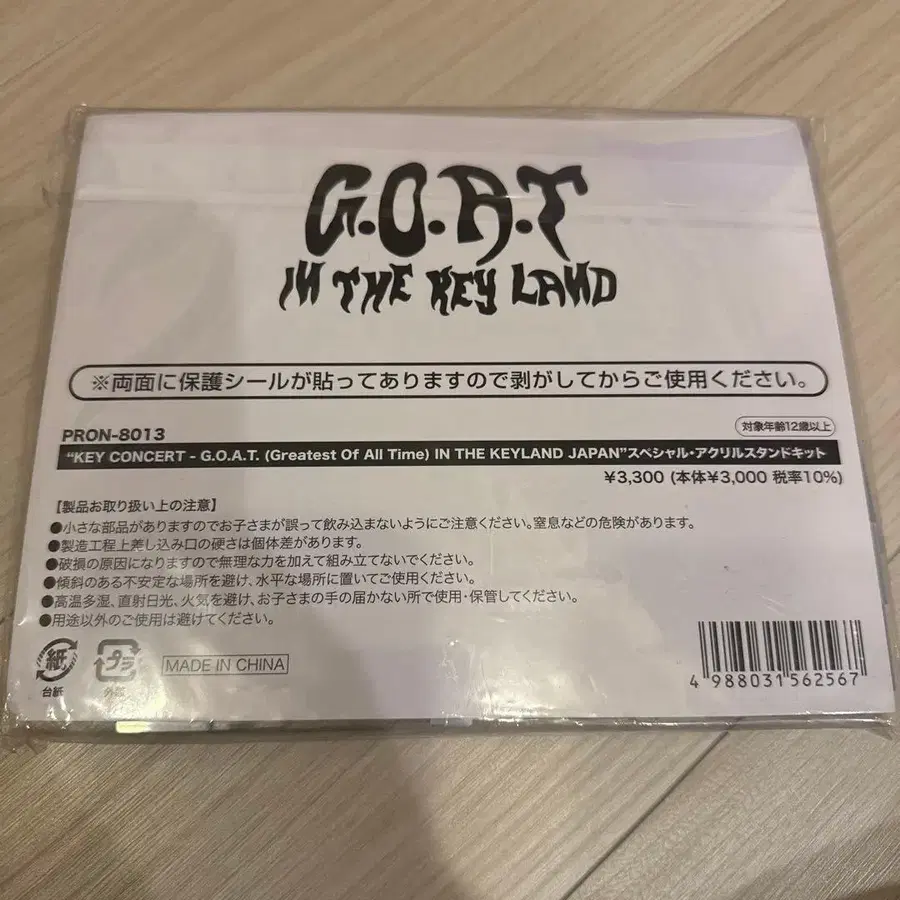 G.O.A.T
IN THE KEY LAND
※両面に保護シールが貼ってありますので剥がしてからご使用ください。
PRON-8013
対象年齢12歳以上
“KEY CONCERT - G.O.A.T. (Greatest Of All Time) IN THE KEYLAND JAPAN”スペシャル・アクリルスタンドキット
¥3,300 (本体¥3,000 税率10%)
【製品お取り扱い上の注意】
●小さな部品がありますのでお子さまが誤って飲み込まないようにご注意ください。窒息などの危険があります。
●製造工程上差し込み口の硬さは個体差があります。
●破損の原因になりますので無理な力を加えて組み立てないでください。
●傾斜のある不安定な場所を避け、水平な場所に置いてご使用ください。
●高温多湿、直射日光、火気を避け、お子さまの手の届かない所で使用・保管してください。
●用途以外のご使用は避けてください。
紙
台紙
プラ
外袋
MADE IN CHINA
4 988031 562567